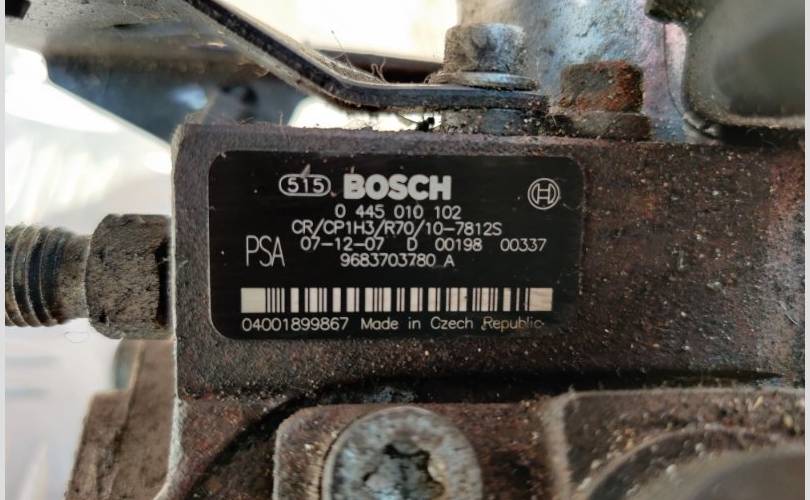 515 BOSCH
0 445 010 102
CR/CP1H3/R70/10-7812S
PSA 07-12-07 D 00198 00337
9683703780 A
04001899867 Made in Czech Republic